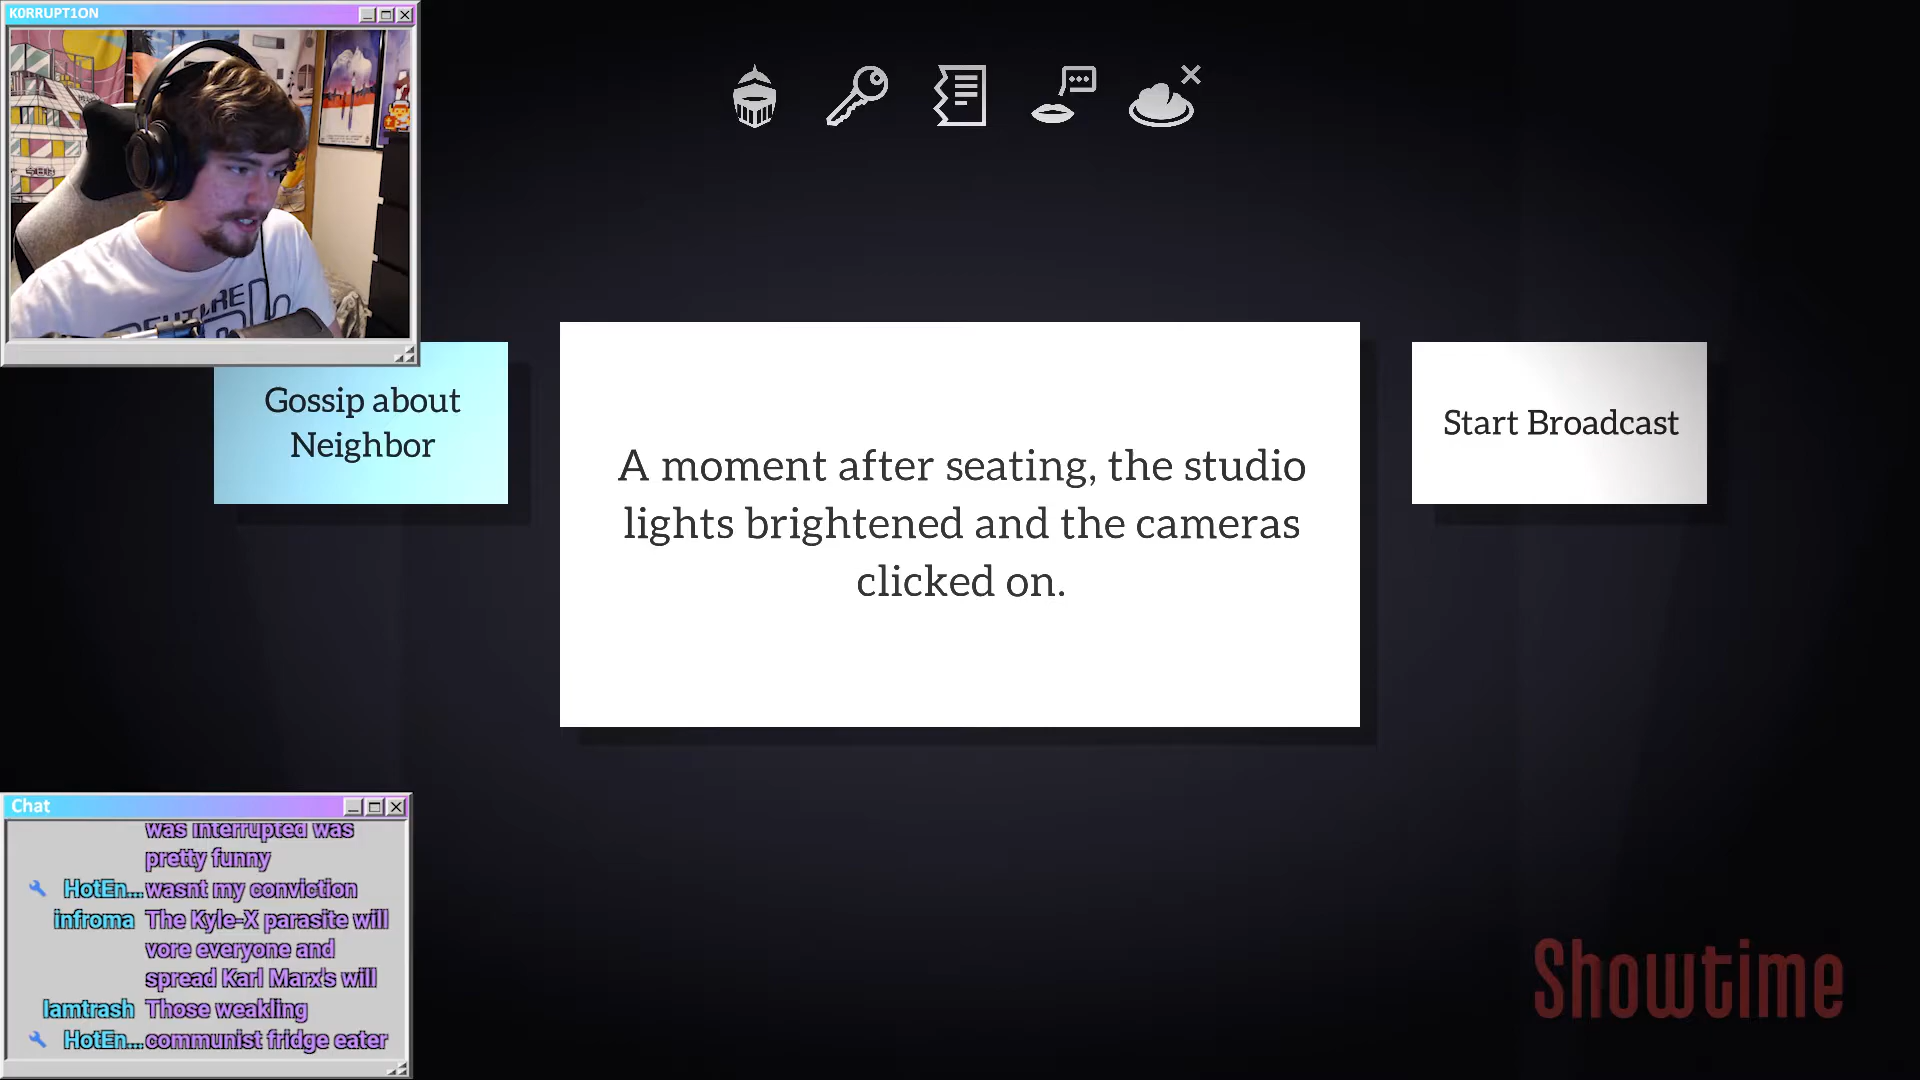 K0RRUPT1ON
Gossip about
Neighbor
A moment after seating, the studio
lights brightened and the cameras
clicked on.
Start Broadcast
Chat
was interrupted was
pretty funny
HotEn... wasnt my conviction
infroma The Kyle-X parasite will
vore everyone and
spread Karl Marx's will
Iamtrash Those weakling
HotEn... communist fridge eater
Showtime